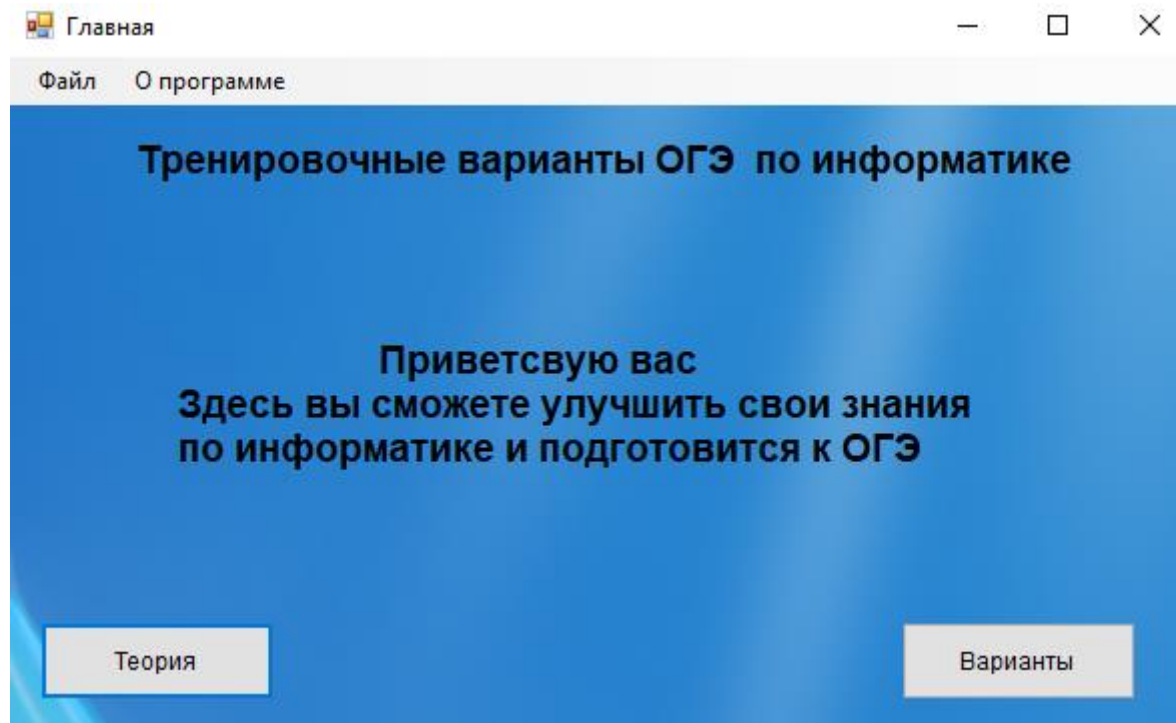 Главная
Файл О программе
Тренировочные варианты ОГЭ по информатике
Приветсвую вас
Здесь вы сможете улучшить свои знания
по информатике и подготовится к ОГЭ
Теория Варианты